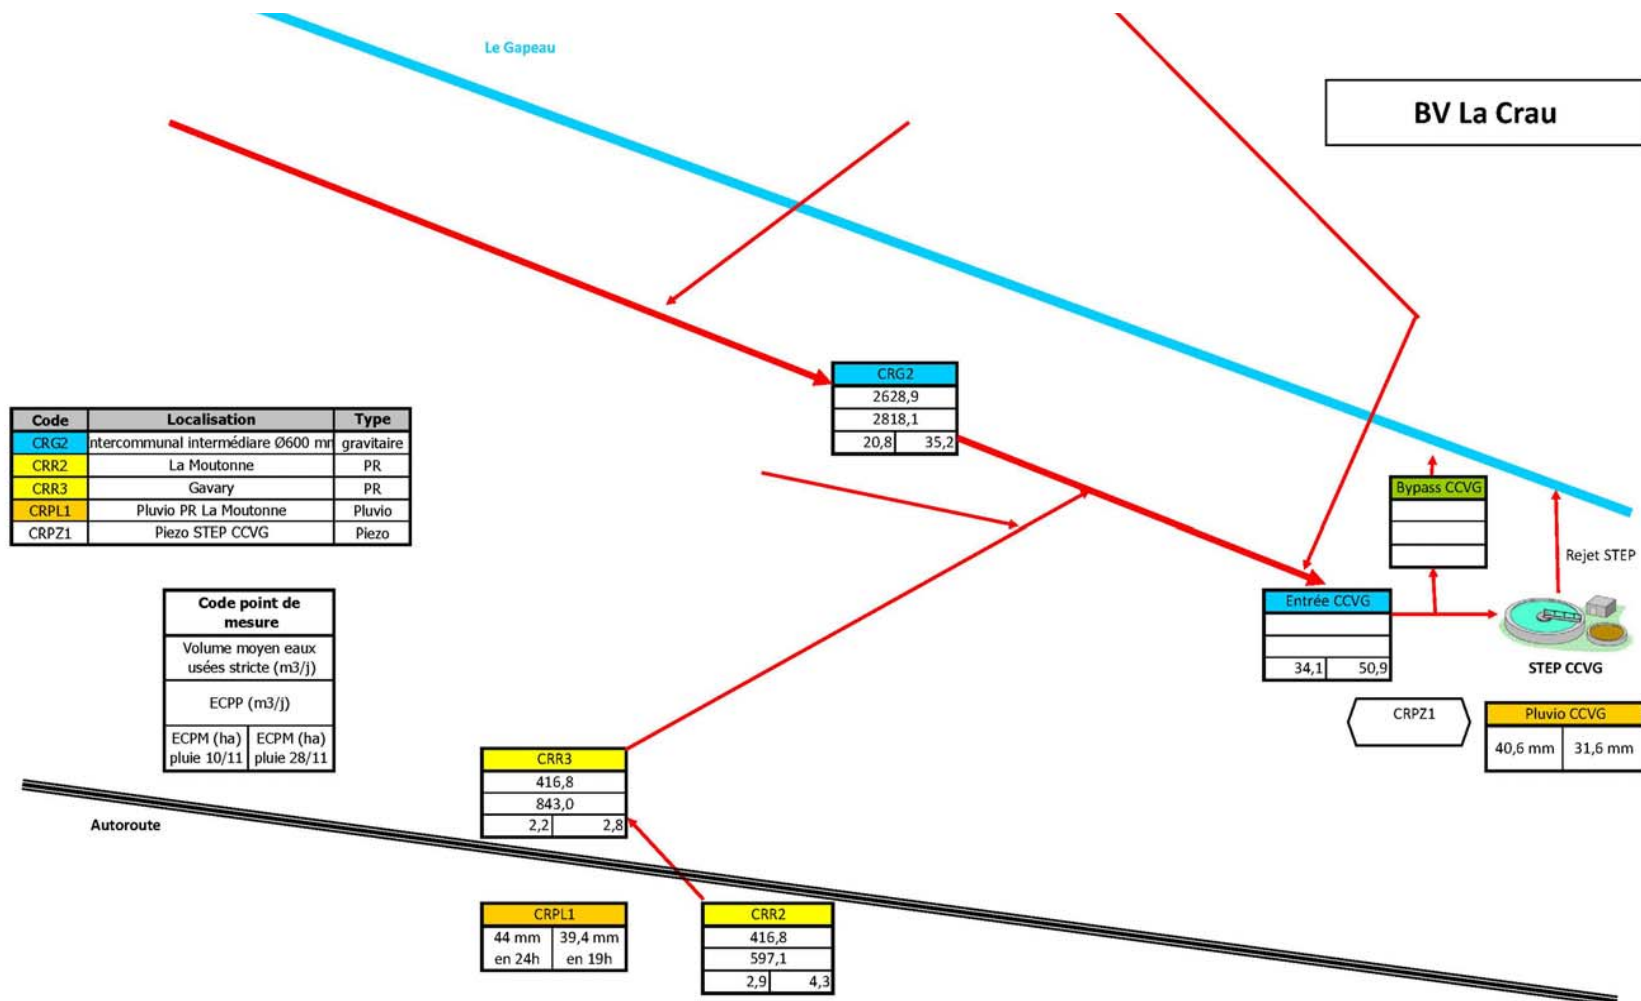 Le Gapeau
BV La Crau
CRG2
2628,9
2818,1
20,8 35,2
Code Localisation Type
CRG2 ntercommunal intermédiare Ø600 mm gravitaire
CRR2 La Moutonne PR
CRR3 Gavary PR
CRPL1 Pluvio PR La Moutonne Pluvio
CRPZ1 Piezo STEP CCVG Piezo
Bypass CCVG
Rejet STEP
Code point de
mesure
Volume moyen eaux
usées stricte (m3/j)
ECPP (m3/j)
ECPM (ha) ECPM (ha)
pluie 10/11 pluie 28/11
Entrée CCVG
34,1 50,9
STEP CCVG
CRPZ1
Pluvio CCVG
40,6 mm 31,6 mm
CRR3
416,8
843,0
2,2 2,8
Autoroute
CRPL1
44 mm 39,4 mm
en 24h en 19h
CRR2
416,8
597,1
2,9 4,3